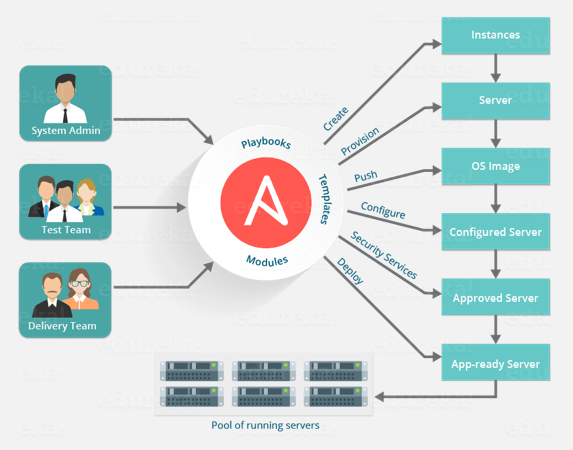 System Admin
Test Team
Delivery Team
Playbooks
Templates
Modules
Create
Provision
Push
Configure
Security Services
Deploy
Instances
Server
OS Image
Configured Server
Approved Server
App-ready Server
Pool of running servers